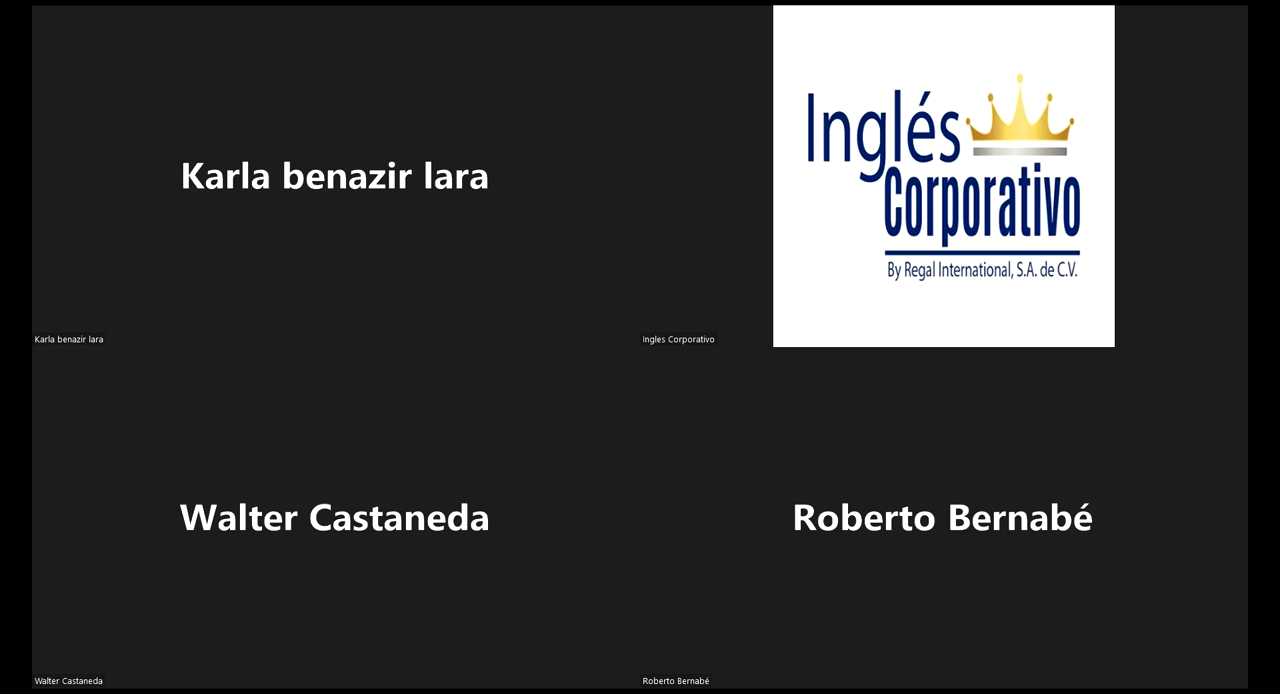 Karla benazir lara
Karla benazir lara
Inglés
Corporativo
By Regal International, S.A. de C.V.
Ingles Corporativo
Walter Castaneda
Walter Castaneda
Roberto Bernabé
Roberto Bernabé